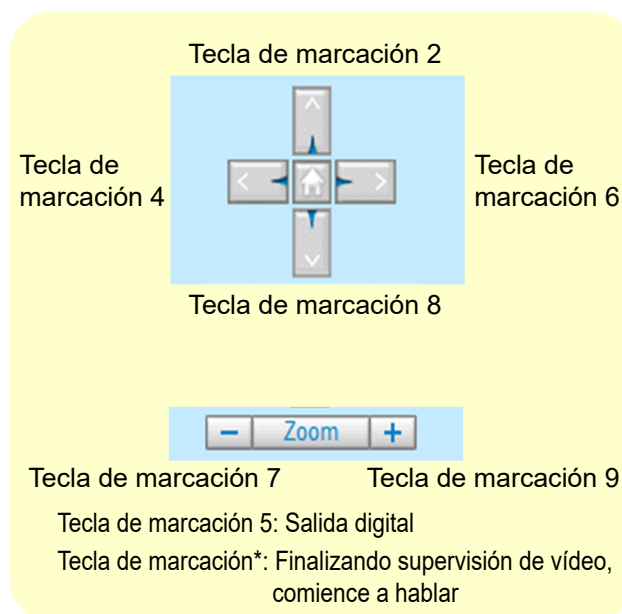 Tecla de marcación 2
Tecla de
marcación 4
Tecla de
marcación 6
Tecla de marcación 8
− Zoom +
Tecla de marcación 7
Tecla de marcación 9
Tecla de marcación 5: Salida digital
Tecla de marcación*: Finalizando supervisión de vídeo,
comience a hablar